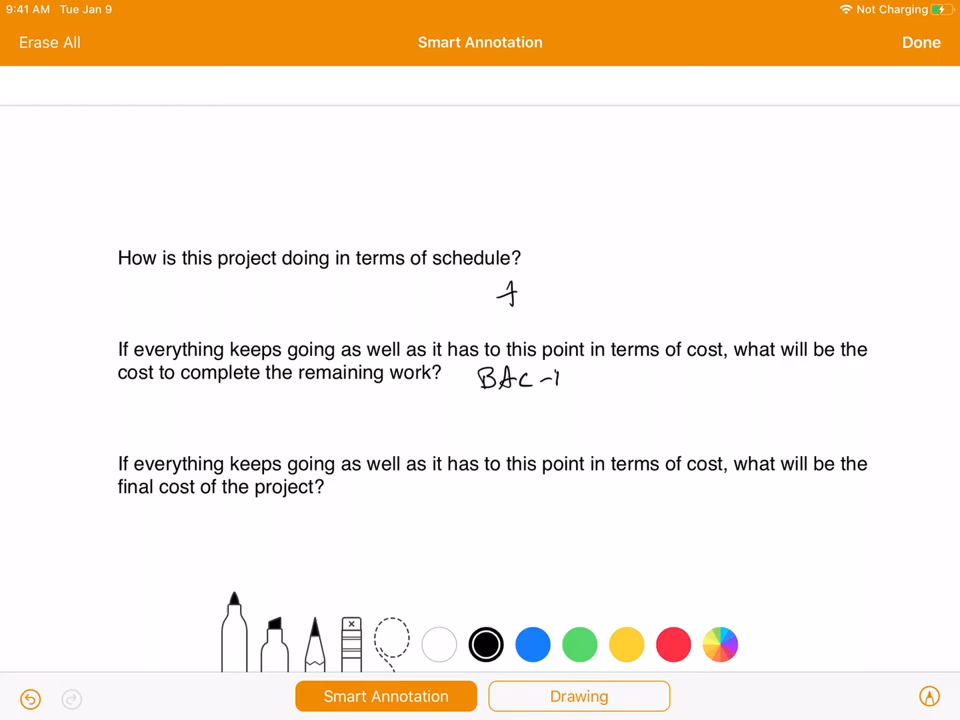 9:41 AM Tue Jan 9
Not Charging
Erase All
Smart Annotation
Done
How is this project doing in terms of schedule?
If everything keeps going as well as it has to this point in terms of cost, what will be the
cost to complete the remaining work? BAC -
If everything keeps going as well as it has to this point in terms of cost, what will be the
final cost of the project?
Smart Annotation
Drawing